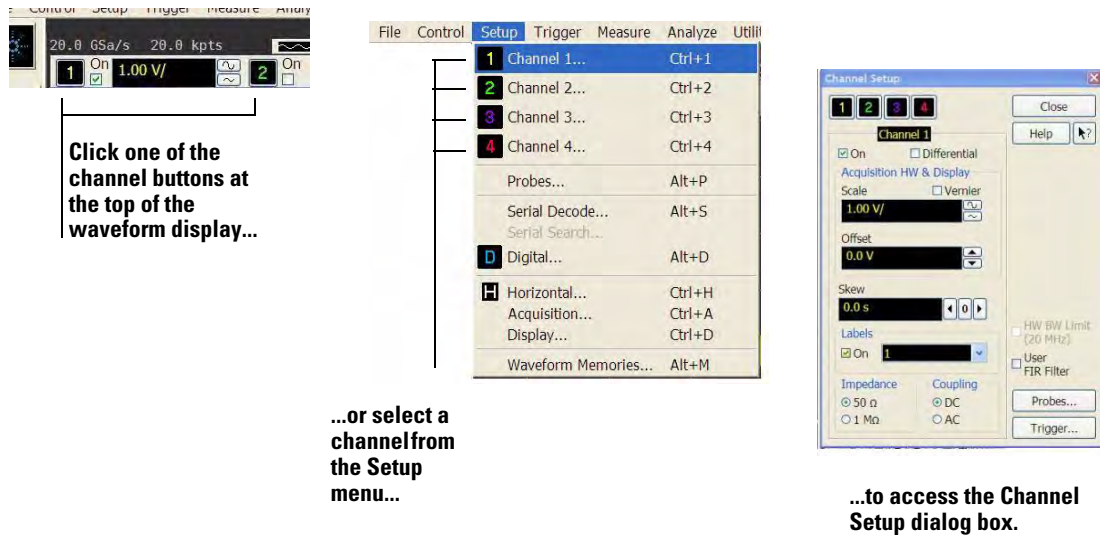 Control Setup Trigger Measure
20.0 GSa/s 20.0 kpts
1 On 1.00 V/ 2 On
Click one of the
channel buttons at
the top of the
waveform display...
File Control Setup Trigger Measure Analyze
1 Channel 1... Ctrl+1
2 Channel 2... Ctrl+2
3 Channel 3... Ctrl+3
4 Channel 4... Ctrl+4
Probes... Alt+P
Serial Decode... Alt+S
Serial Search...
D Digital... Alt+D
H Horizontal... Ctrl+H
Acquisition... Ctrl+A
Display... Ctrl+D
Waveform Memories... Alt+M
...or select a
channel from
the Setup
menu...
Channel Setup
1 2 3 4 Close
Channel 1 Help ?
On Differential
Acquisition HW & Display
Scale Vernier
1.00 V/
Offset
0.0 V
Skew
0.0 s 0
Labels
On 1
HW BW Limit
(20 MHz)
User
FIR Filter
Impedance Coupling
50 Ω DC
1 MΩ AC
Probes...
Trigger...
...to access the Channel
Setup dialog box.